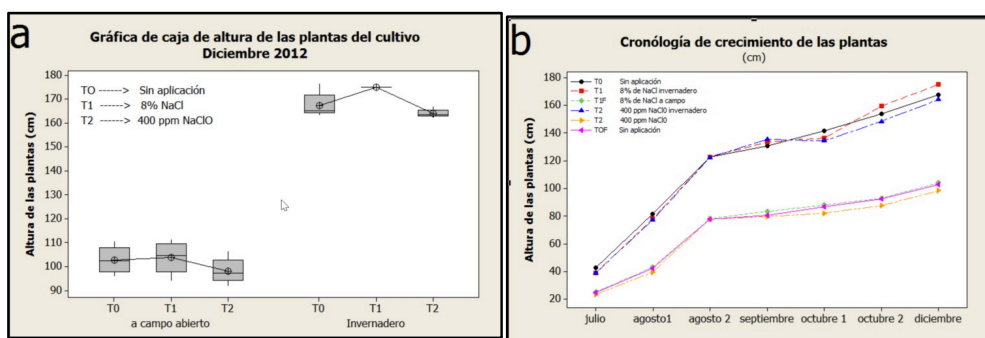 a
Gráfica de caja de altura de las plantas del cultivo
Diciembre 2012
TO ------> Sin aplicación
T1 ------> 8% NaCl
T2 ------> 400 ppm NaClO
Altura de las plantas (cm)
180
170
160
150
140
130
120
110
100
90
T0 T1 T2 T0 T1 T2
a campo abierto Invernadero
b
Cronólogía de crecimiento de las plantas
(cm)
T0 Sin aplicación
T1 8% de NaCl invernadero
T1F 8% de NaCl a campo
T2 400 ppm NaCl0 invernadero
T2 400 ppm NaCl0
TOF Sin aplicación
Altura de las plantas (cm)
180
160
140
120
100
80
60
40
20
julio agosto1 agosto 2 septiembre octubre 1 octubre 2 diciembre